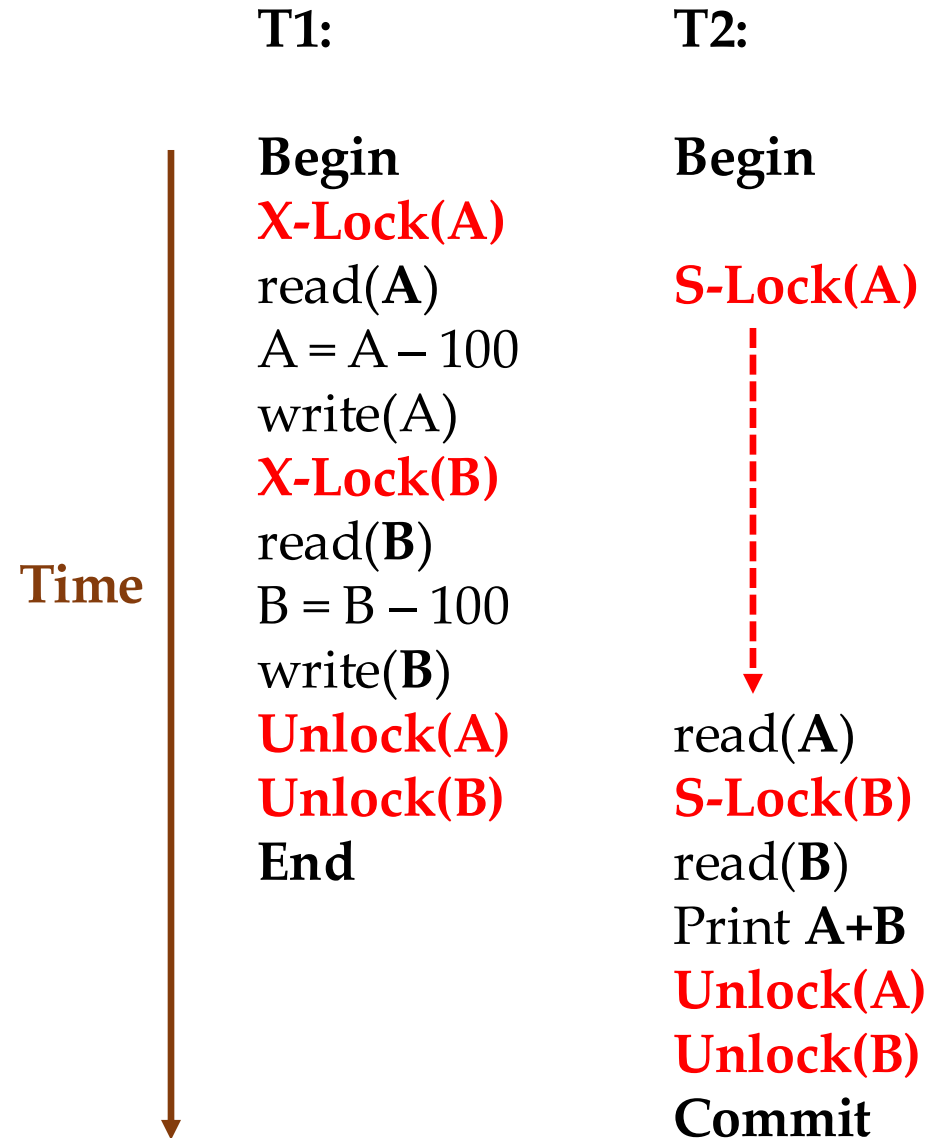 T1:
Begin
X-Lock(A)
read(A)
A = A – 100
write(A)
X-Lock(B)
read(B)
B = B – 100
write(B)
Unlock(A)
Unlock(B)
End
T2:
Begin
S-Lock(A)
read(A)
S-Lock(B)
read(B)
Print A+B
Unlock(A)
Unlock(B)
Commit
Time